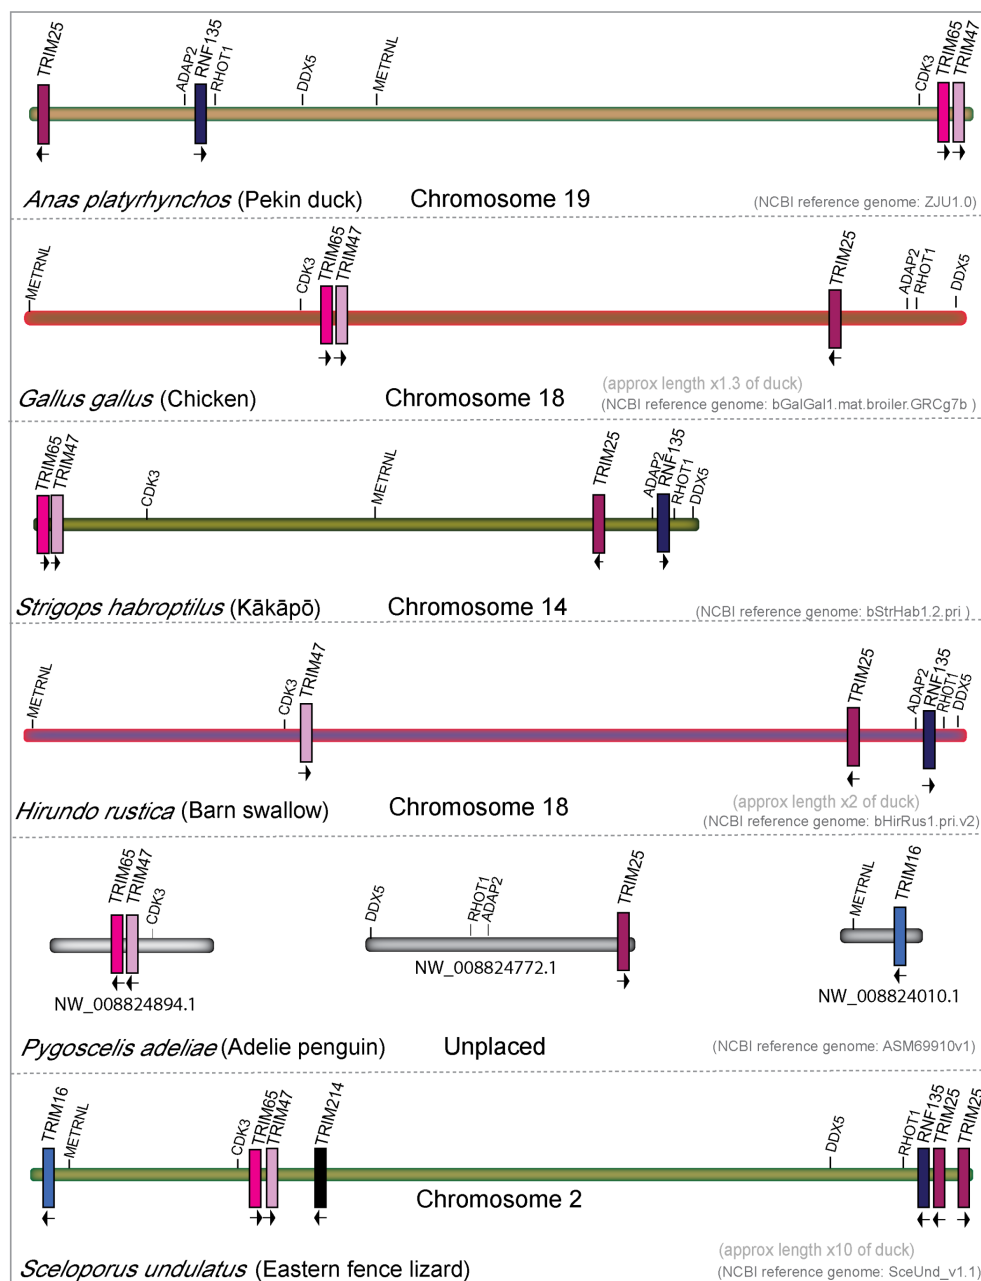 TRIM25
ADAP2
RNF135
RHOT1
DDX5
METRNL
CDK3
TRIM65
TRIM47
Anas platyrhynchos (Pekin duck)
Chromosome 19
(NCBI reference genome: ZJU1.0)
METRNL
CDK3
TRIM65
TRIM47
TRIM25
ADAP2
RHOT1
DDX5
Gallus gallus (Chicken)
Chromosome 18
(approx length x1.3 of duck)
(NCBI reference genome: bGalGal1.mat.broiler.GRCg7b )
TRIM65
TRIM47
CDK3
METRNL
TRIM25
ADAP2
RNF135
RHOT1
DDX5
Strigops habroptilus (Kākāpō)
Chromosome 14
(NCBI reference genome: bStrHab1.2.pri )
METRNL
CDK3
TRIM47
TRIM25
ADAP2
RNF135
RHOT1
DDX5
Hirundo rustica (Barn swallow)
Chromosome 18
(approx length x2 of duck)
(NCBI reference genome: bHirRus1.pri.v2)
TRIM65
TRIM47
CDK3
NW_008824894.1
DDX5
RHOT1
ADAP2
TRIM25
NW_008824772.1
METRNL
TRIM16
NW_008824010.1
Pygoscelis adeliae (Adelie penguin)
Unplaced
(NCBI reference genome: ASM69910v1)
TRIM16
METRNL
CDK3
TRIM65
TRIM47
TRIM214
DDX5
RHOT1
RNF135
TRIM25
TRIM25
Chromosome 2
Sceloporus undulatus (Eastern fence lizard)
(approx length x10 of duck)
(NCBI reference genome: SceUnd_v1.1)